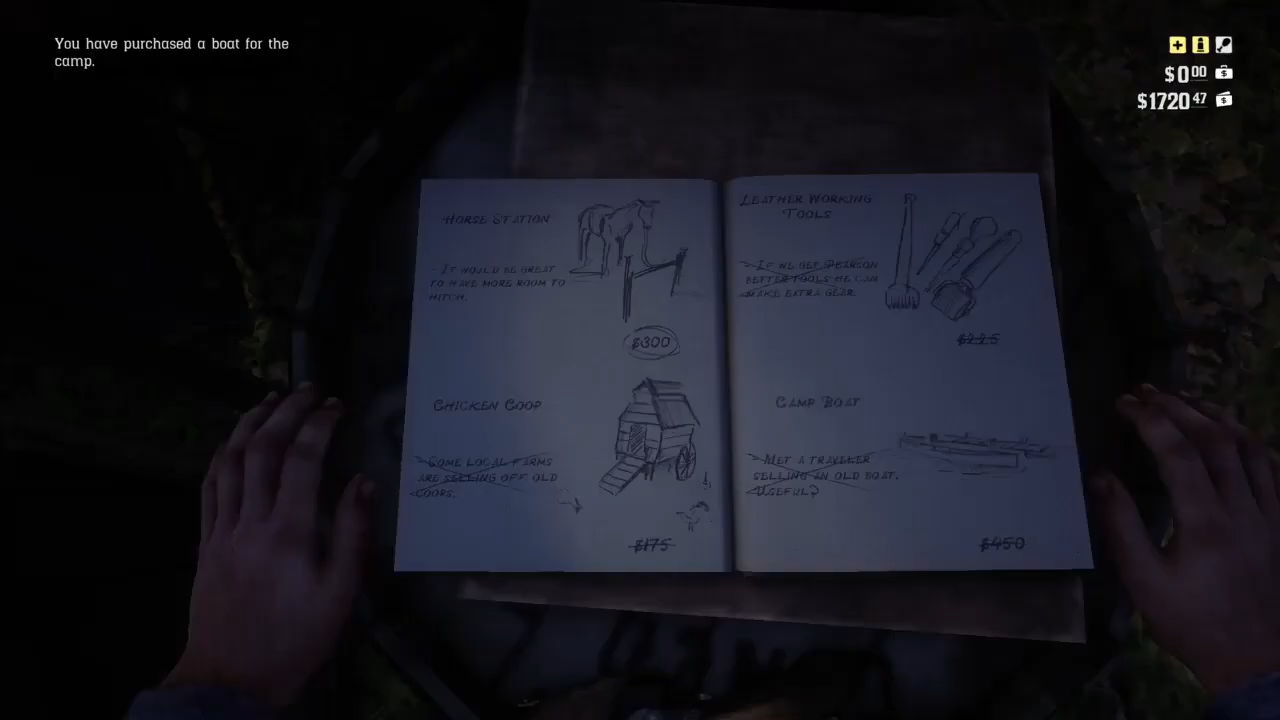 You have purchased a boat for the
camp.
$0.00
$1720.47
HORSE STATION
- IT WOULD BE GREAT
TO HAVE MORE ROOM TO
HITCH.
$300
CHICKEN COOP
- SOME LOCAL FARMS
ARE SELLING OFF OLD
COOPS.
$175
LEATHER WORKING
TOOLS
- IF WE GET PEARSON
BETTER TOOLS HE CAN
MAKE EXTRA GEAR.
$225
CAMP BOAT
- MET A TRAVELER
SELLING AN OLD BOAT.
USEFUL?
$450